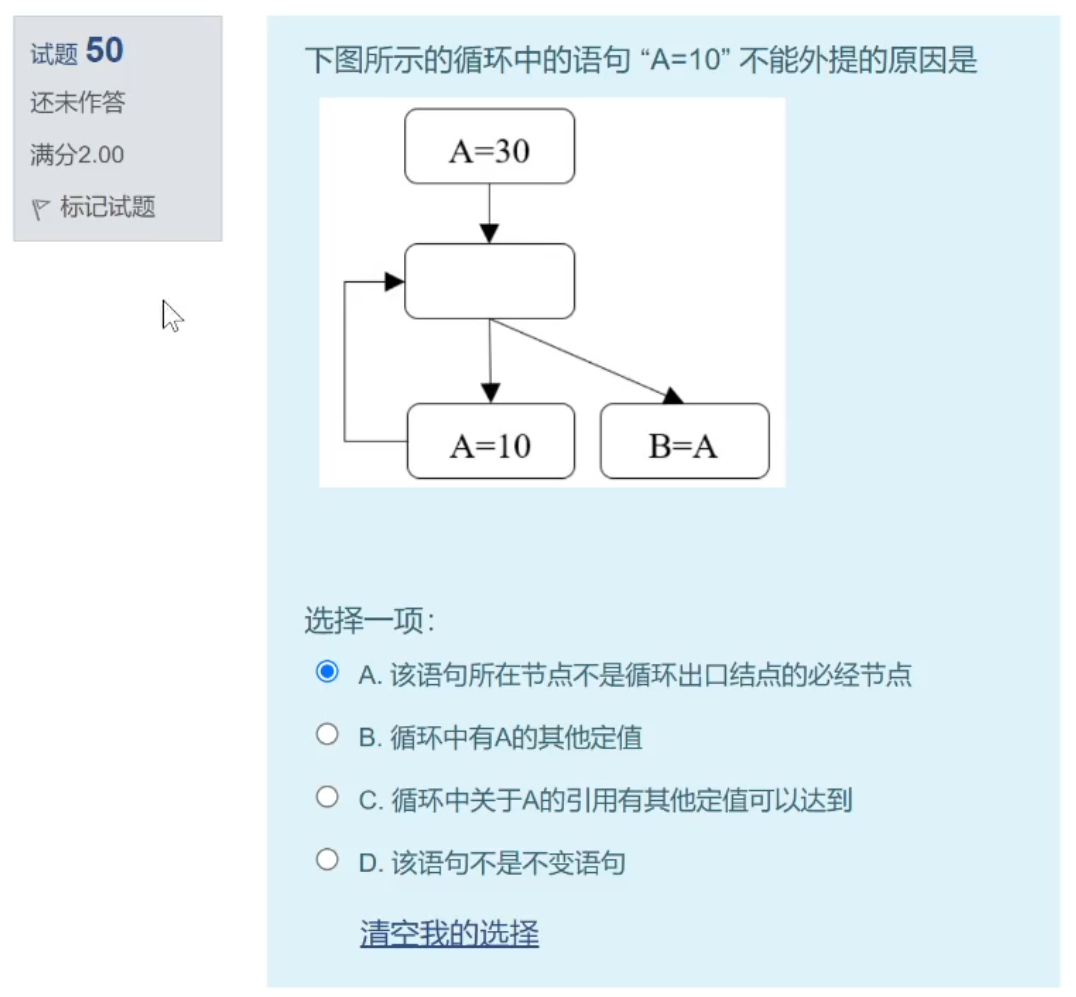 试题 50
还未作答
满分2.00
标记试题
下图所示的循环中的语句 “A=10” 不能外提的原因是
A=30
A=10
B=A
选择一项：
A. 该语句所在节点不是循环出口结点的必经节点
B. 循环中有A的其他定值
C. 循环中关于A的引用有其他定值可以达到
D. 该语句不是不变语句
清空我的选择